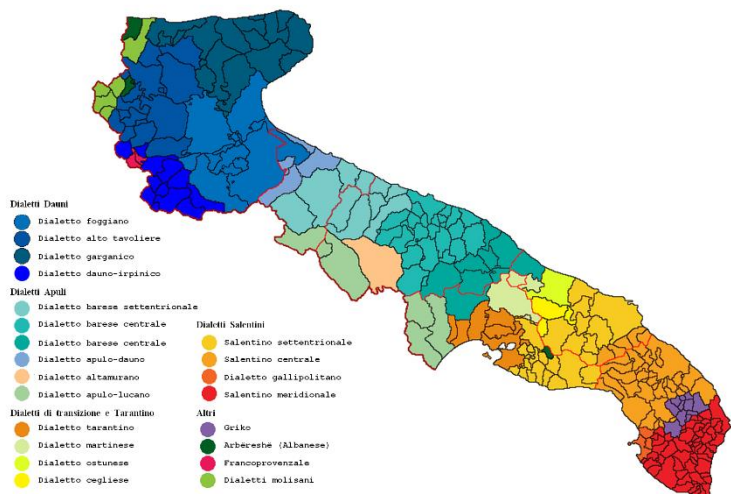 Dialetti Dauni
Dialetto foggiano
Dialetto alto tavoliere
Dialetto garganico
Dialetto dauno-irpinico
Dialetti Apuli
Dialetto barese settentrionale
Dialetto barese centrale
Dialetto barese centrale
Dialetto apulo-dauno
Dialetto altamurano
Dialetto apulo-lucano
Dialetti di transizione e Tarantino
Dialetto tarantino
Dialetto martinese
Dialetto ostunese
Dialetto cegliese
Dialetti Salentini
Salentino settentrionale
Salentino centrale
Dialetto gallipolitano
Salentino meridionale
Altri
Griko
Arbëreshë (Albanese)
Francoprovenzale
Dialetti molisani